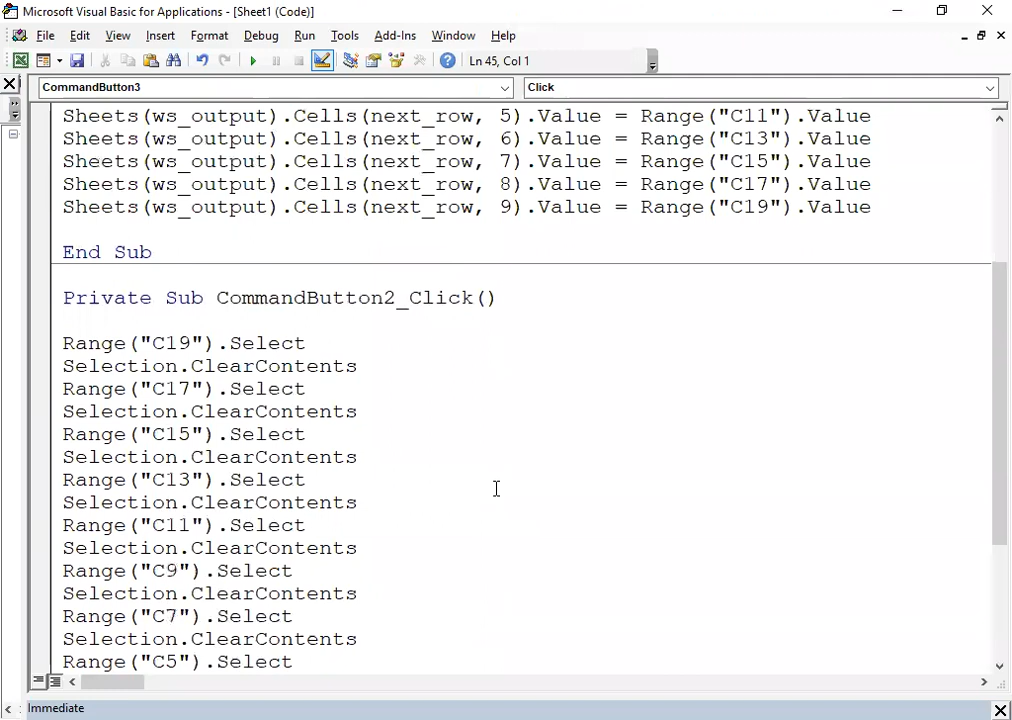 Microsoft Visual Basic for Applications - [Sheet1 (Code)]
File Edit View Insert Format Debug Run Tools Add-Ins Window Help
Ln 45, Col 1
CommandButton3 Click
Sheets(ws_output).Cells(next_row, 5).Value = Range("C11").Value
Sheets(ws_output).Cells(next_row, 6).Value = Range("C13").Value
Sheets(ws_output).Cells(next_row, 7).Value = Range("C15").Value
Sheets(ws_output).Cells(next_row, 8).Value = Range("C17").Value
Sheets(ws_output).Cells(next_row, 9).Value = Range("C19").Value
End Sub
Private Sub CommandButton2_Click()
Range("C19").Select
Selection.ClearContents
Range("C17").Select
Selection.ClearContents
Range("C15").Select
Selection.ClearContents
Range("C13").Select
Selection.ClearContents
Range("C11").Select
Selection.ClearContents
Range("C9").Select
Selection.ClearContents
Range("C7").Select
Selection.ClearContents
Range("C5").Select
Immediate